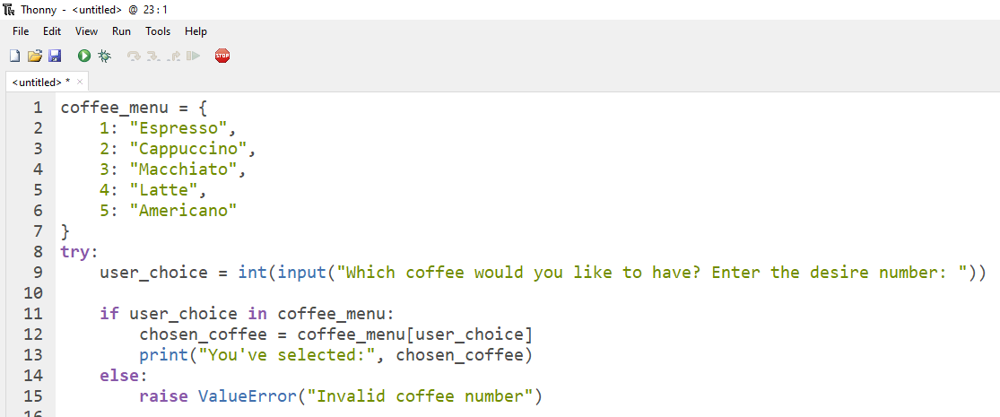 Thonny - <untitled> @ 23 : 1
File Edit View Run Tools Help
STOP
<untitled> * ×
1 coffee_menu = {
2     1: "Espresso",
3     2: "Cappuccino",
4     3: "Macchiato",
5     4: "Latte",
6     5: "Americano"
7 }
8 try:
9     user_choice = int(input("Which coffee would you like to have? Enter the desire number: "))
10
11     if user_choice in coffee_menu:
12         chosen_coffee = coffee_menu[user_choice]
13         print("You've selected:", chosen_coffee)
14     else:
15         raise ValueError("Invalid coffee number")
16